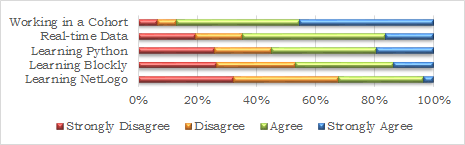 Working in a Cohort
Real-time Data
Learning Python
Learning Blockly
Learning NetLogo
0% 20% 40% 60% 80% 100%
Strongly Disagree Disagree Agree Strongly Agree